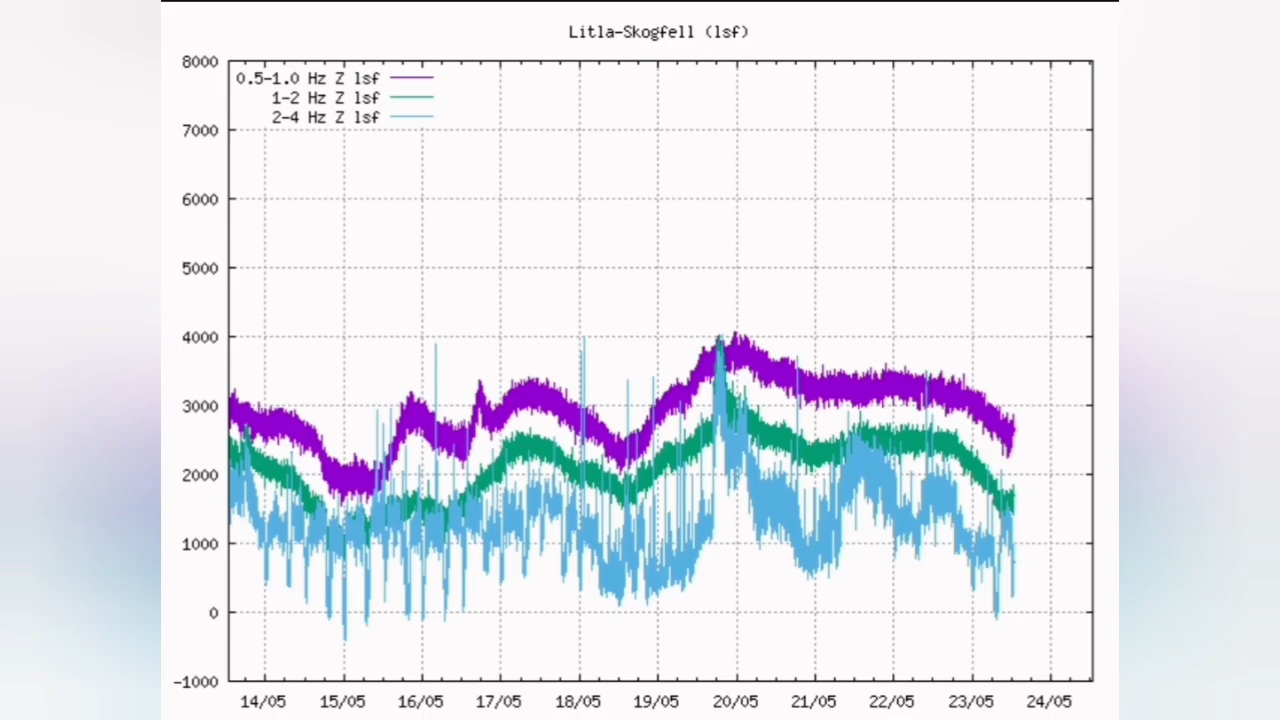 Litla-Skogfell (lsf)
8000
7000
6000
5000
4000
3000
2000
1000
0
-1000
0.5-1.0 Hz Z lsf
1-2 Hz Z lsf
2-4 Hz Z lsf
14/05 15/05 16/05 17/05 18/05 19/05 20/05 21/05 22/05 23/05 24/05